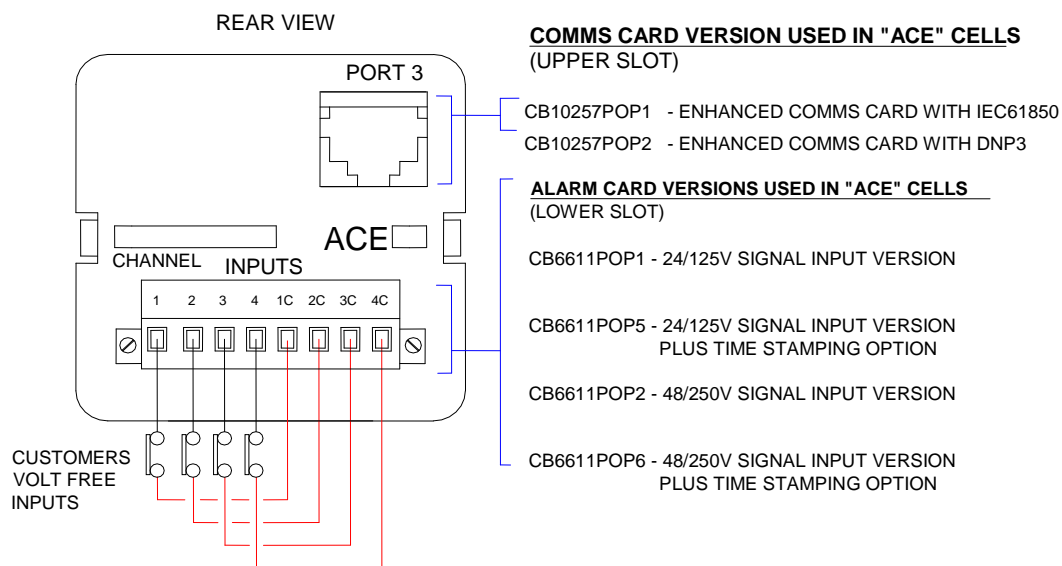 REAR VIEW
PORT 3
ACE
CHANNEL
INPUTS
1 2 3 4 1C 2C 3C 4C
CUSTOMERS
VOLT FREE
INPUTS
COMMS CARD VERSION USED IN "ACE" CELLS
(UPPER SLOT)
CB10257POP1 - ENHANCED COMMS CARD WITH IEC61850
CB10257POP2 - ENHANCED COMMS CARD WITH DNP3
ALARM CARD VERSIONS USED IN "ACE" CELLS
(LOWER SLOT)
CB6611POP1 - 24/125V SIGNAL INPUT VERSION
CB6611POP5 - 24/125V SIGNAL INPUT VERSION
PLUS TIME STAMPING OPTION
CB6611POP2 - 48/250V SIGNAL INPUT VERSION
CB6611POP6 - 48/250V SIGNAL INPUT VERSION
PLUS TIME STAMPING OPTION